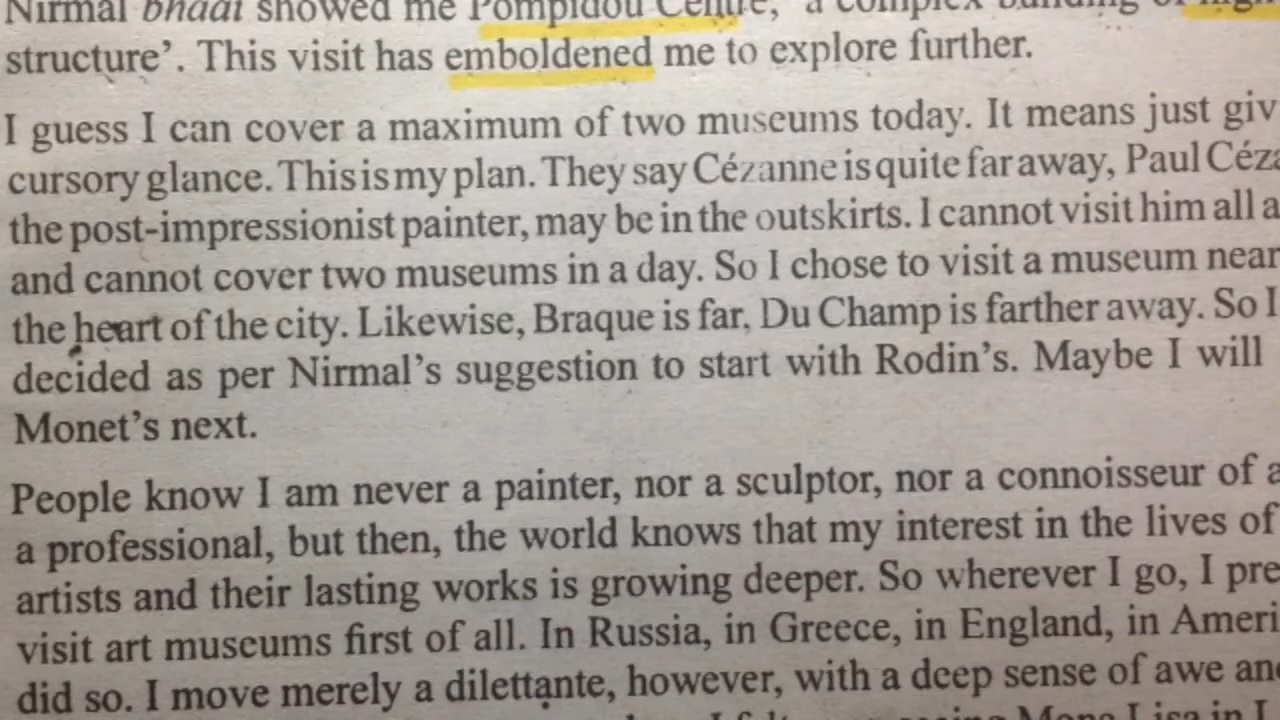 Nirmal bhadi showed me Pompidou Centre, 'a complex building of high
structure'. This visit has emboldened me to explore further.
I guess I can cover a maximum of two museums today. It means just giv
cursory glance. This is my plan. They say Cézanne is quite far away, Paul Céza
the post-impressionist painter, may be in the outskirts. I cannot visit him all a
and cannot cover two museums in a day. So I chose to visit a museum near
the heart of the city. Likewise, Braque is far, Du Champ is farther away. So I
decided as per Nirmal's suggestion to start with Rodin's. Maybe I will
Monet's next.
People know I am never a painter, nor a sculptor, nor a connoisseur of a
a professional, but then, the world knows that my interest in the lives of
artists and their lasting works is growing deeper. So wherever I go, I pre
visit art museums first of all. In Russia, in Greece, in England, in Ameri
did so. I move merely a dilettante, however, with a deep sense of awe and
I felt seeing Mona Lisa in L